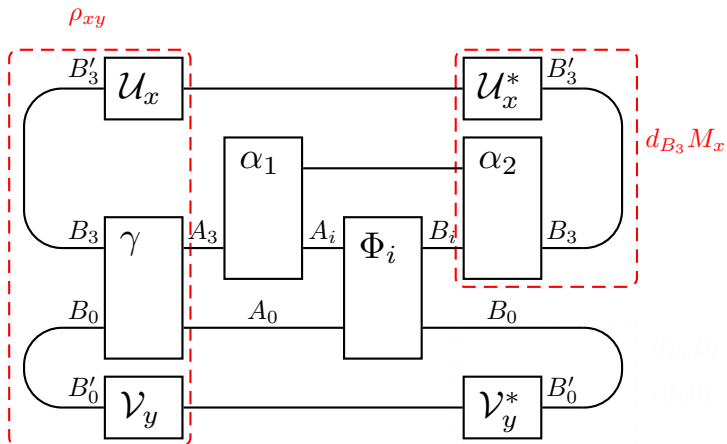 ρ_{xy}
B'_3 𝒰_x 𝒰*_x B'_3
α_1 α_2 d_{B_3} M_x
B_3 γ A_3 A_i Φ_i B_i B_3
B_0 A_0 B_0
B'_0 𝒱_y 𝒱*_y B'_0